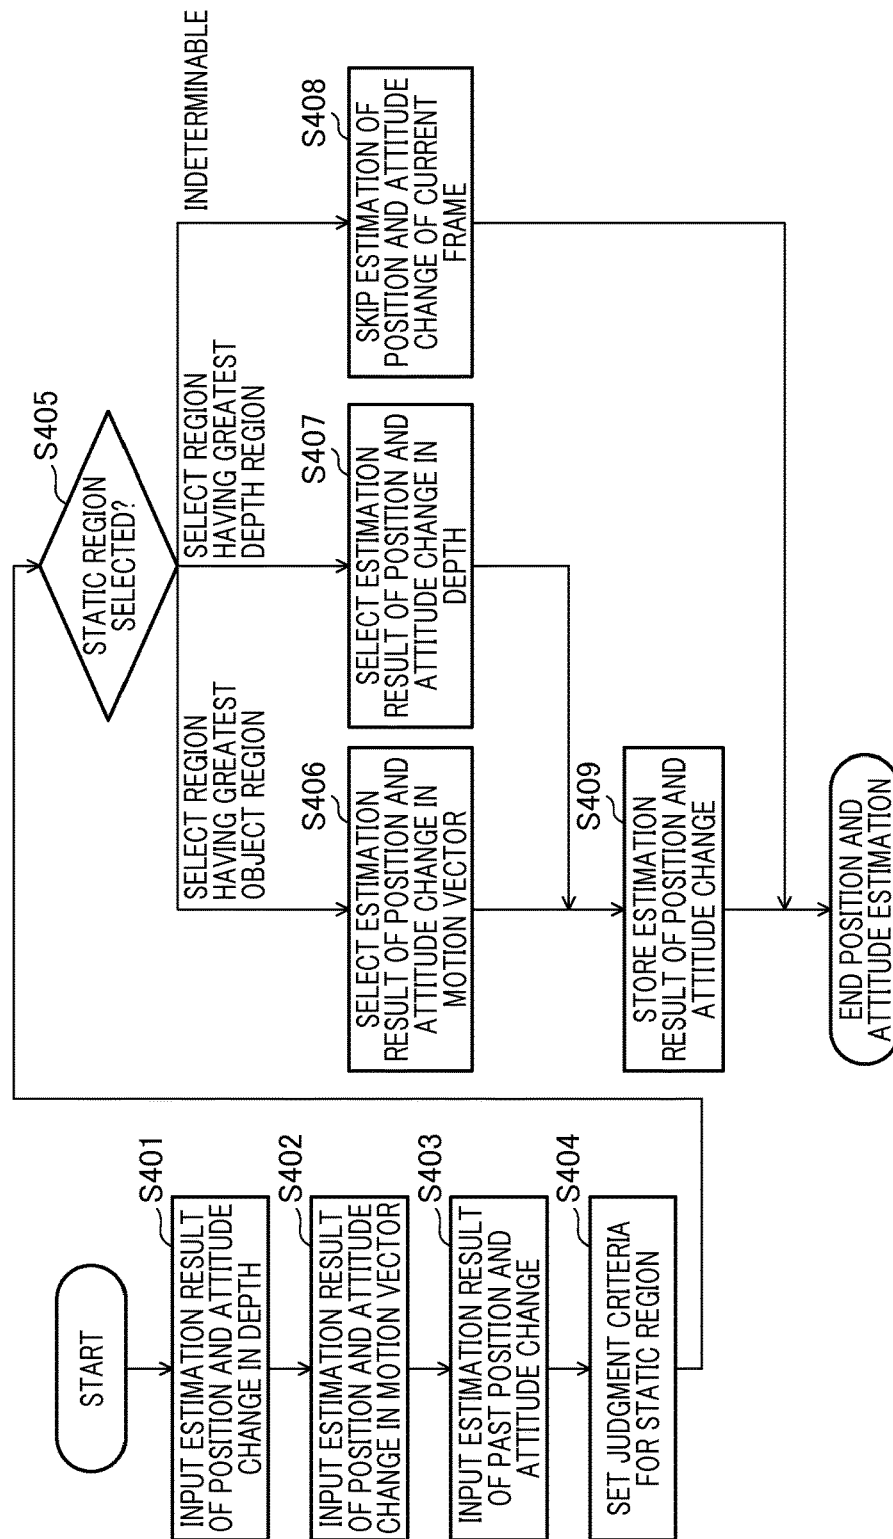 START
S401
INPUT ESTIMATION RESULT
OF POSITION AND ATTITUDE
CHANGE IN DEPTH
S402
INPUT ESTIMATION RESULT
OF POSITION AND ATTITUDE
CHANGE IN MOTION VECTOR
S403
INPUT ESTIMATION RESULT
OF PAST POSITION AND
ATTITUDE CHANGE
S404
SET JUDGMENT CRITERIA
FOR STATIC REGION
S405
STATIC REGION
SELECTED?
SELECT REGION
HAVING GREATEST
OBJECT REGION
SELECT REGION
HAVING GREATEST
DEPTH REGION
INDETERMINABLE
S406
SELECT ESTIMATION
RESULT OF POSITION AND
ATTITUDE CHANGE IN
MOTION VECTOR
S407
SELECT ESTIMATION
RESULT OF POSITION AND
ATTITUDE CHANGE IN
DEPTH
S408
SKIP ESTIMATION OF
POSITION AND ATTITUDE
CHANGE OF CURRENT
FRAME
S409
STORE ESTIMATION
RESULT OF POSITION AND
ATTITUDE CHANGE
END POSITION AND
ATTITUDE ESTIMATION